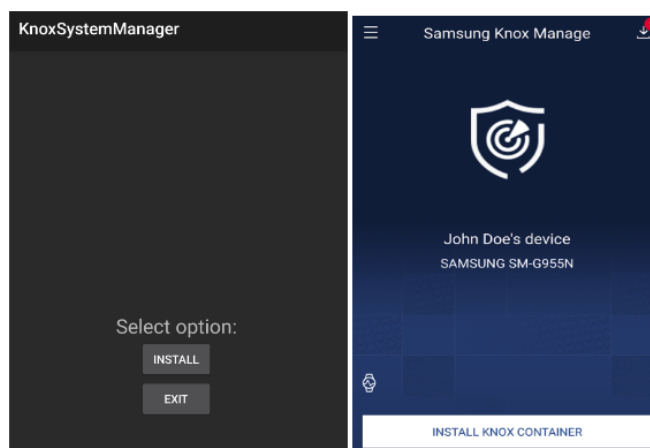 KnoxSystemManager
Select option:
INSTALL
EXIT
Samsung Knox Manage
John Doe's device
SAMSUNG SM-G955N
INSTALL KNOX CONTAINER